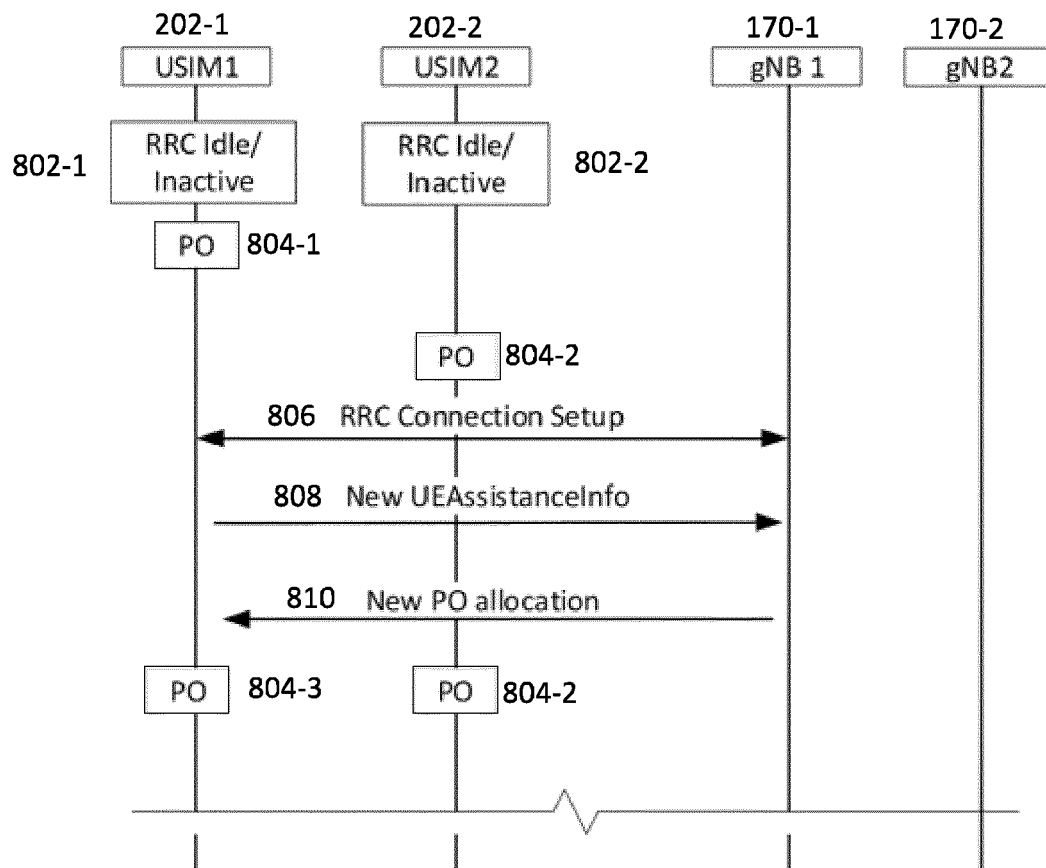 202-1 202-2 170-1 170-2
USIM1 USIM2 gNB 1 gNB2
802-1 RRC Idle/ Inactive RRC Idle/ Inactive 802-2
PO 804-1
PO 804-2
806 RRC Connection Setup
808 New UEAssistanceInfo
810 New PO allocation
PO 804-3 PO 804-2